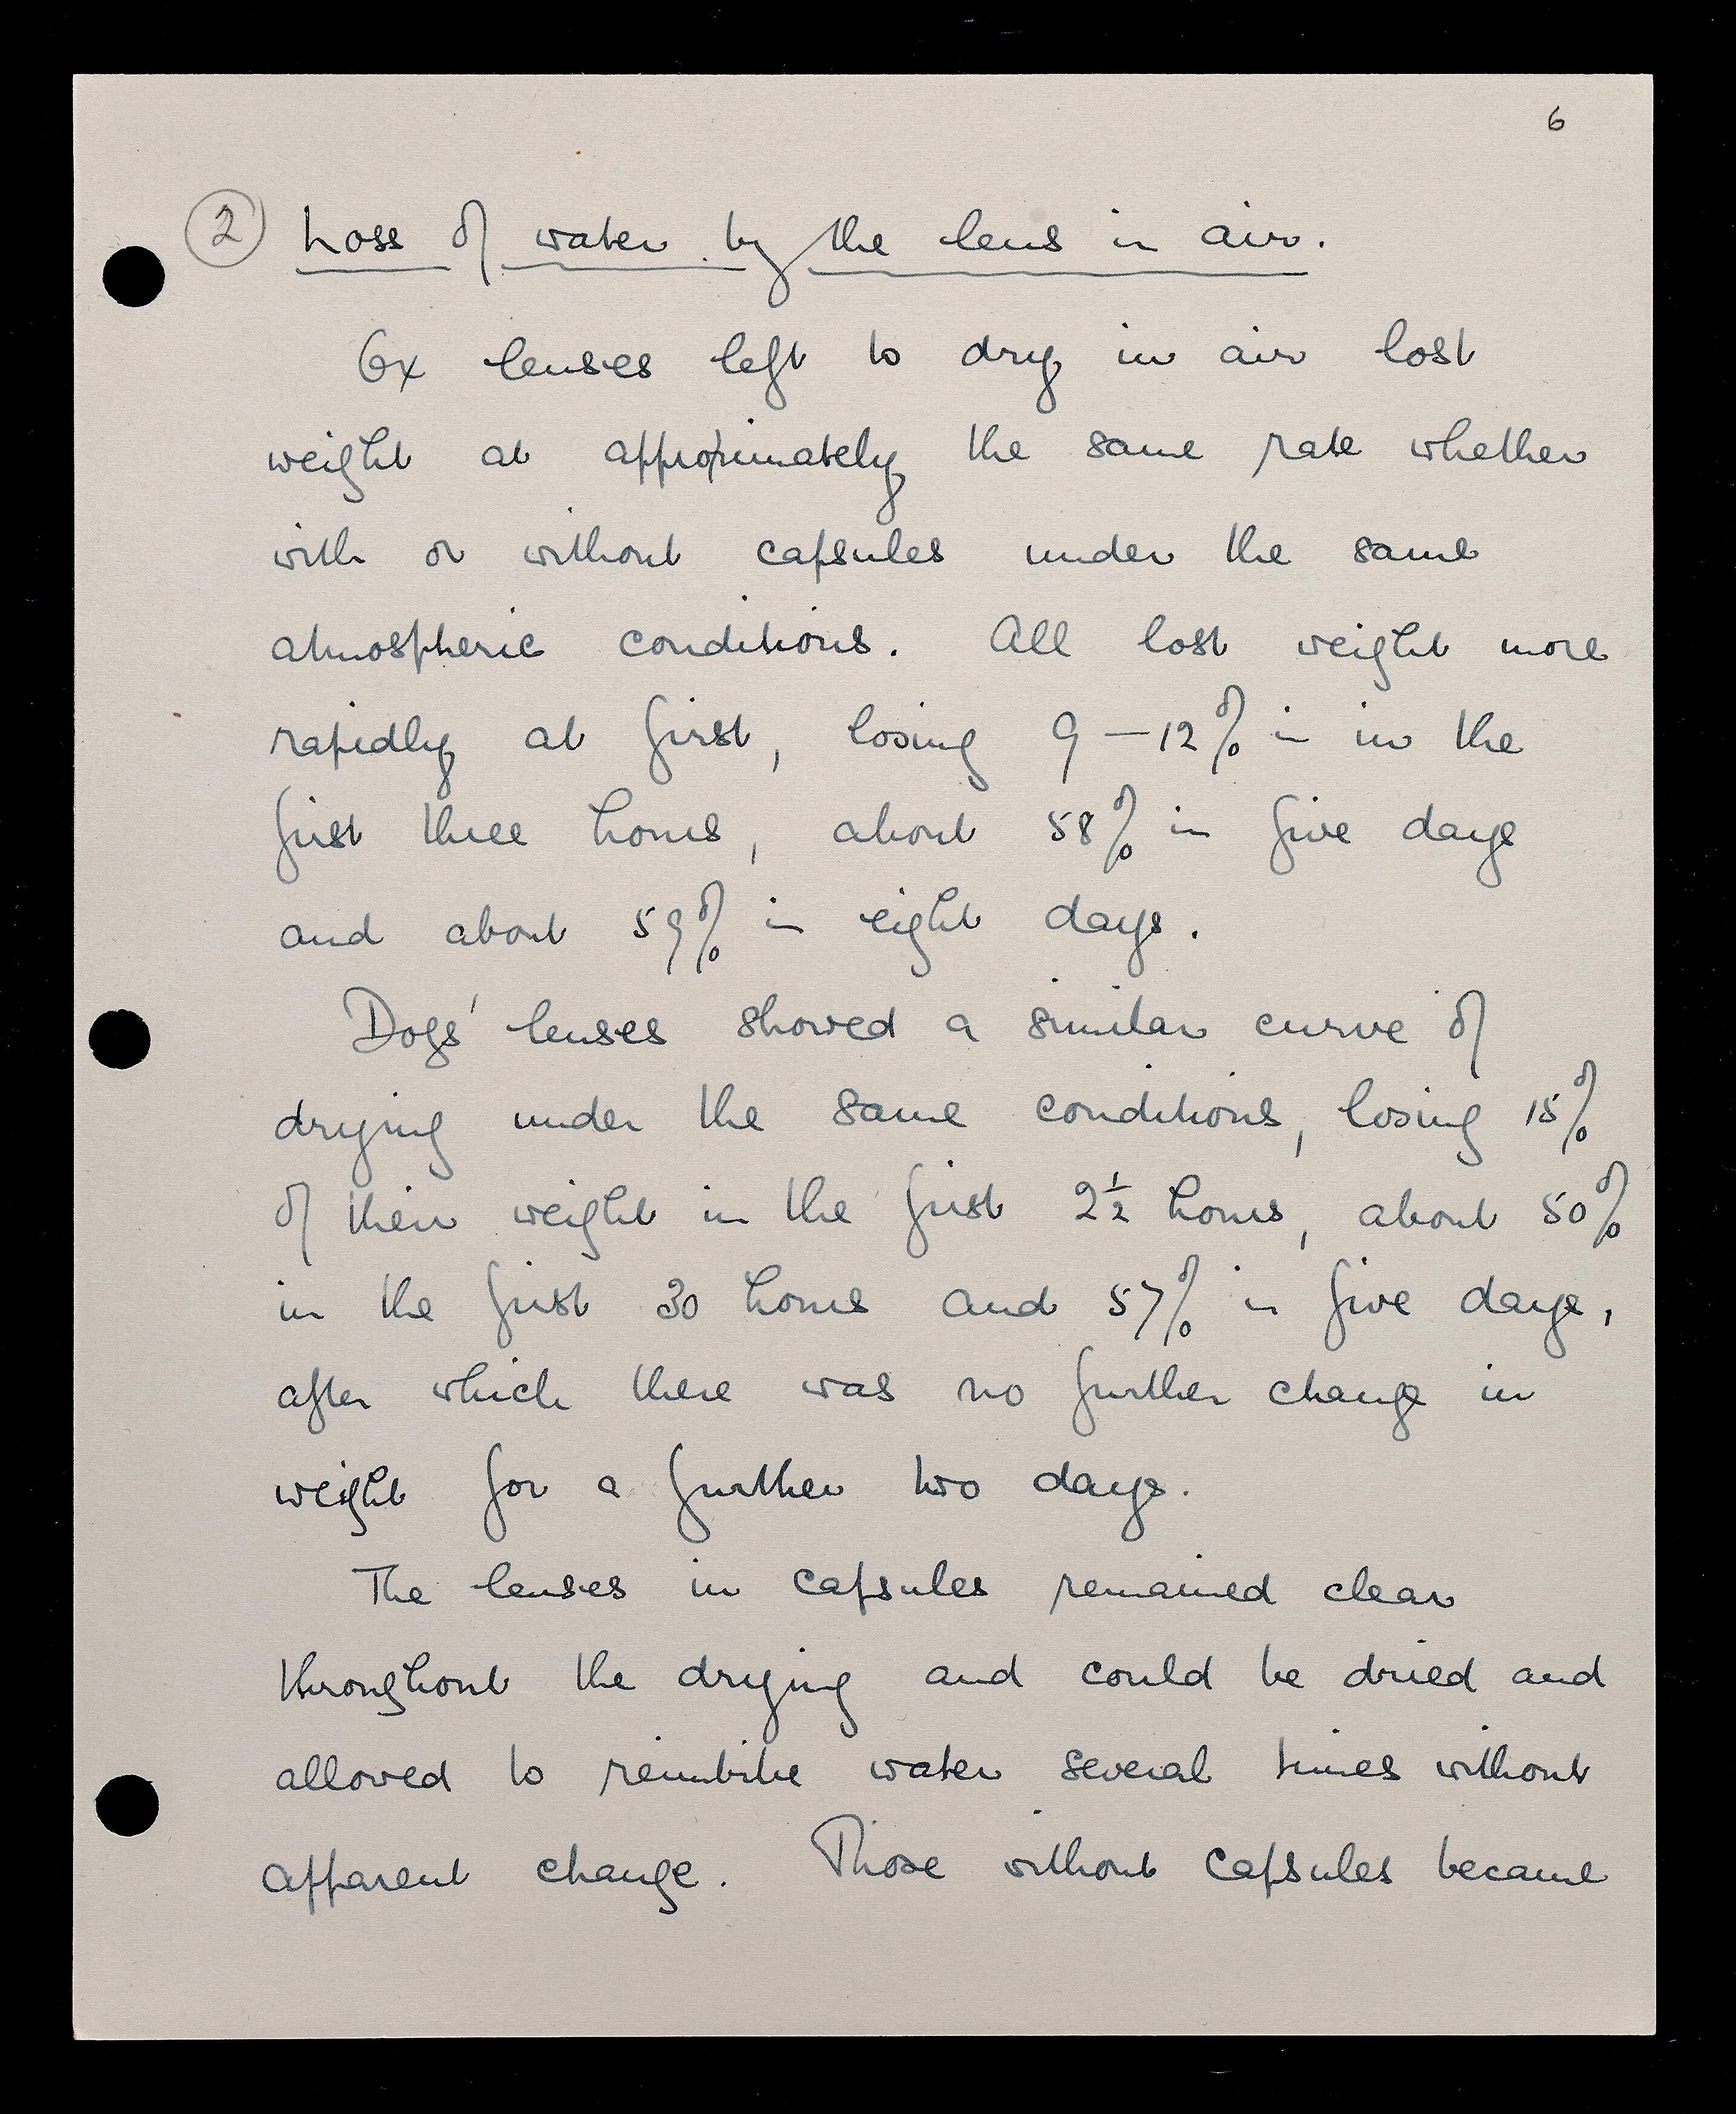 6
② Loss of water by the lens in air.
Ox lenses left to dry in air lost
weight at approximately the same rate whether
with or without capsules under the same
atmospheric conditions. All lost weight more
rapidly at first, losing 9 – 12% in in the
first three hours, about 58% in five days
and about 59% in eight days.
Dogs' lenses showed a similar curve of
drying under the same conditions, losing 15%
of their weight in the first 2½ hours, about 50%
in the first 30 hours and 57% in five days,
after which there was no further change in
weight for a further two days.
The lenses in capsules remained clear
throughout the drying and could be dried and
allowed to reimbibe water several times without
apparent change. Those without capsules became